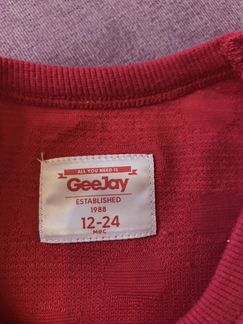 ALL YOU NEED IS
GeeJay
ESTABLISHED
1988
12-24
мес